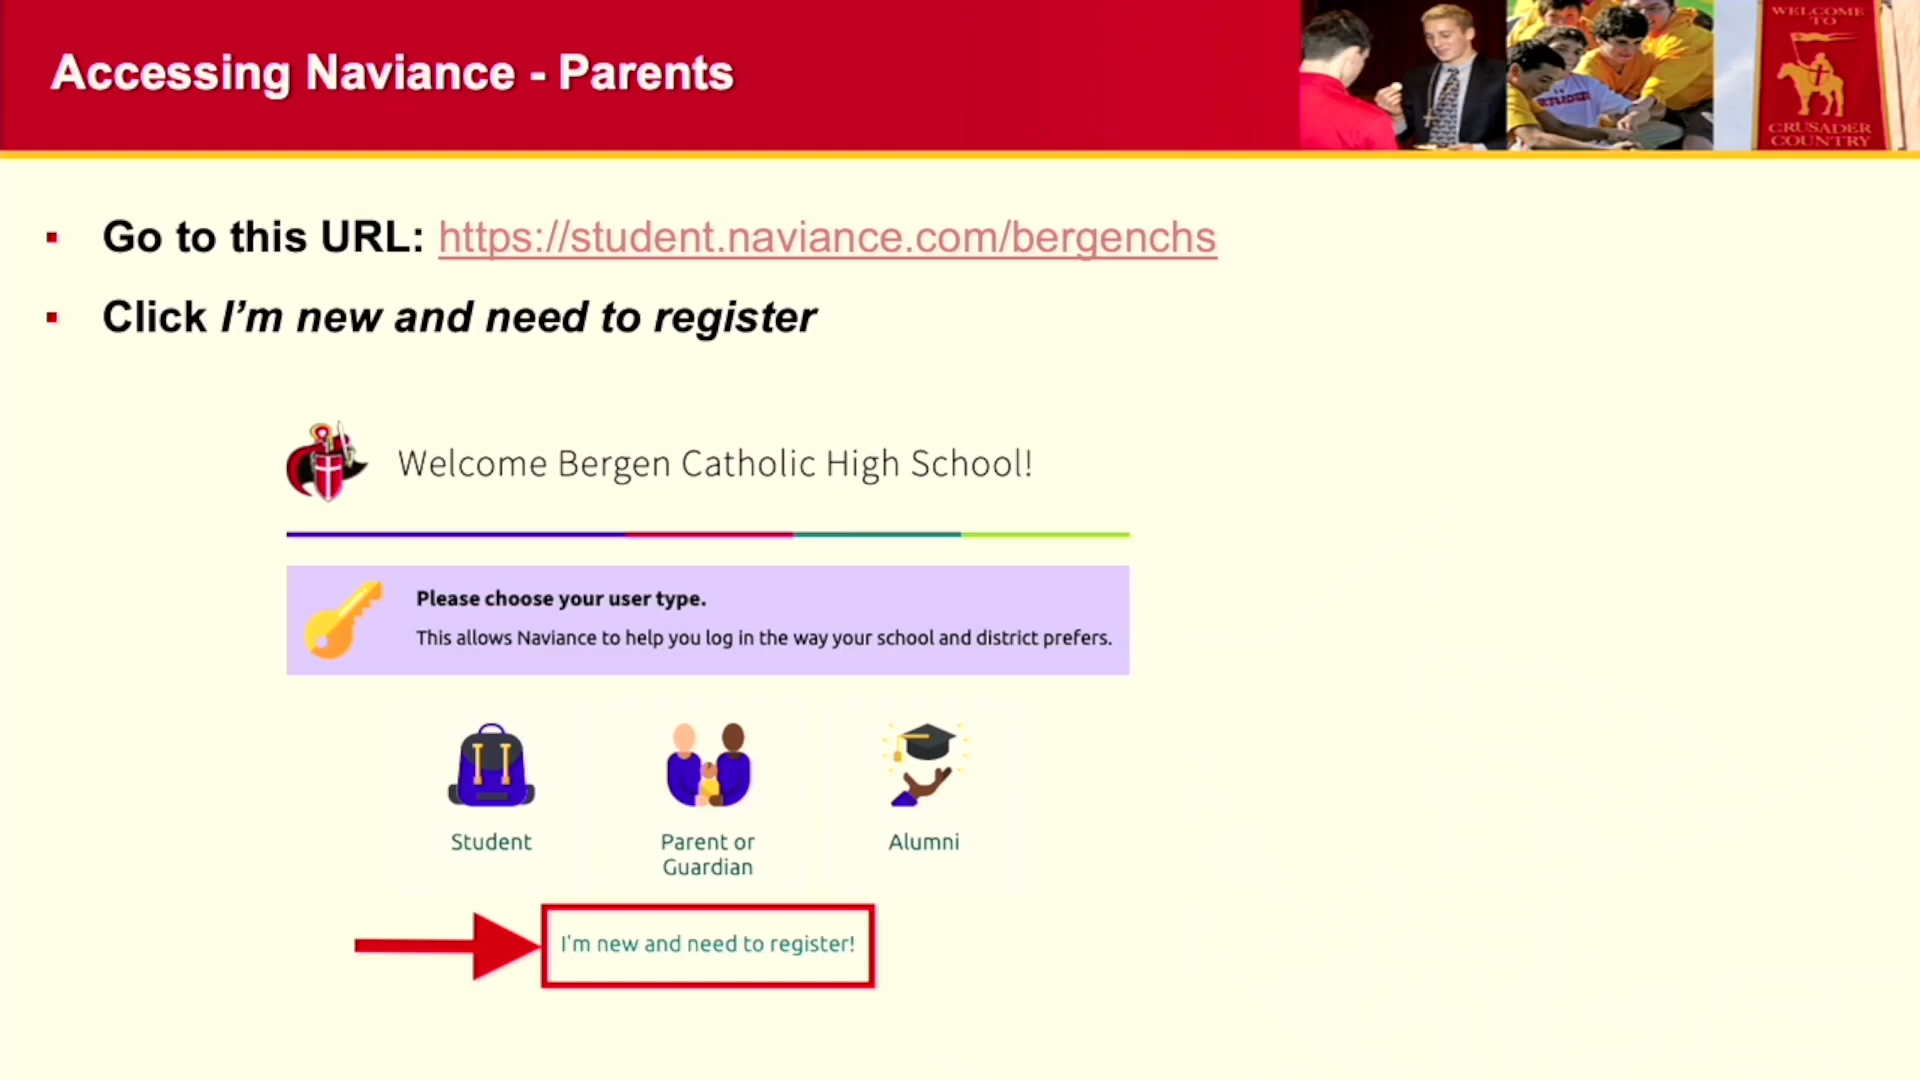 Accessing Naviance - Parents
WELCOME
TO
CRUSADER
COUNTRY
Go to this URL: https://student.naviance.com/bergenchs
Click I’m new and need to register
Welcome Bergen Catholic High School!
Please choose your user type.
This allows Naviance to help you log in the way your school and district prefers.
Student
Parent or
Guardian
Alumni
I'm new and need to register!